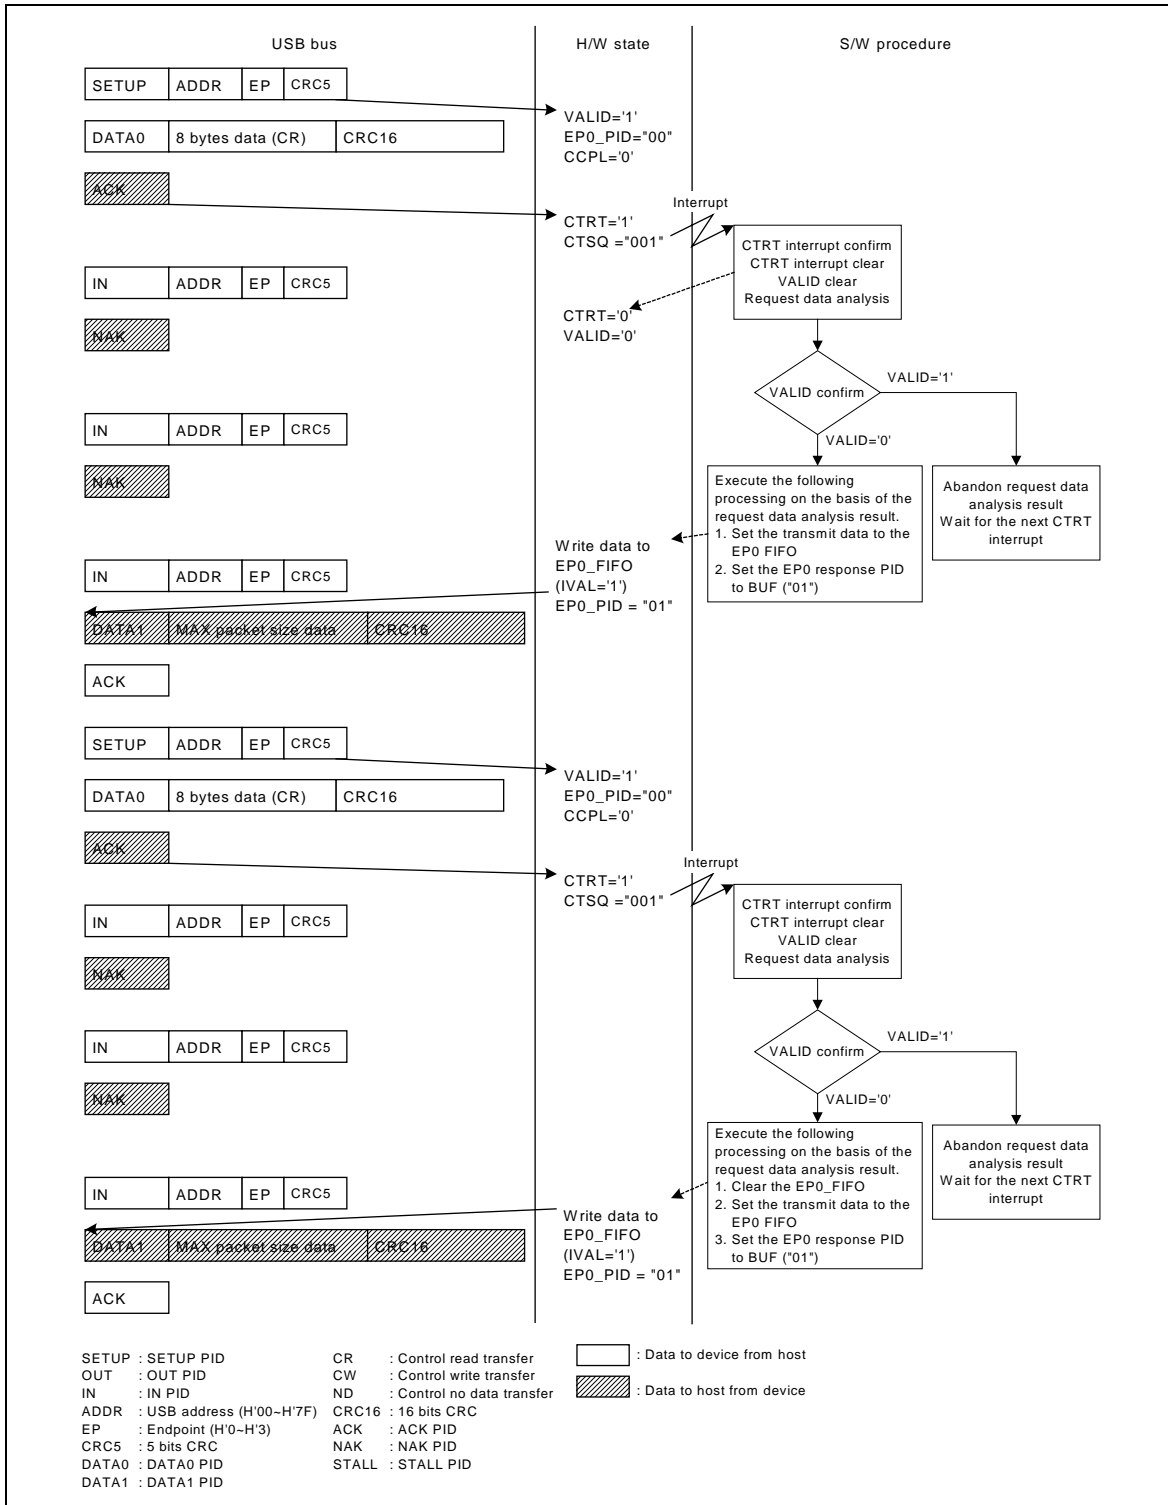 USB bus
H/W state
S/W procedure
SETUP ADDR EP CRC5
VALID='1'
EP0_PID="00"
CCPL='0'
DATA0 8 bytes data (CR) CRC16
ACK
Interrupt
CTRT='1'
CTSQ ="001"
CTRT interrupt confirm
CTRT interrupt clear
VALID clear
Request data analysis
IN ADDR EP CRC5
CTRT='0'
VALID='0'
NAK
VALID confirm
VALID='1'
VALID='0'
IN ADDR EP CRC5
NAK
Execute the following
processing on the basis of the
request data analysis result.
1. Set the transmit data to the
EP0 FIFO
2. Set the EP0 response PID
to BUF ("01")
Abandon request data
analysis result
Wait for the next CTRT
interrupt
Write data to
EP0_FIFO
(IVAL='1')
EP0_PID = "01"
IN ADDR EP CRC5
DATA1 MAX packet size data CRC16
ACK
SETUP ADDR EP CRC5
VALID='1'
EP0_PID="00"
CCPL='0'
DATA0 8 bytes data (CR) CRC16
ACK
Interrupt
CTRT='1'
CTSQ ="001"
CTRT interrupt confirm
CTRT interrupt clear
VALID clear
Request data analysis
IN ADDR EP CRC5
NAK
IN ADDR EP CRC5
VALID confirm
VALID='1'
VALID='0'
NAK
Execute the following
processing on the basis of the
request data analysis result.
1. Clear the EP0_FIFO
2. Set the transmit data to the
EP0 FIFO
3. Set the EP0 response PID
to BUF ("01")
Abandon request data
analysis result
Wait for the next CTRT
interrupt
IN ADDR EP CRC5
Write data to
EP0_FIFO
(IVAL='1')
EP0_PID = "01"
DATA1 MAX packet size data CRC16
ACK
SETUP : SETUP PID
OUT : OUT PID
IN : IN PID
ADDR : USB address (H'00~H'7F)
EP : Endpoint (H'0~H'3)
CRC5 : 5 bits CRC
DATA0 : DATA0 PID
DATA1 : DATA1 PID
CR : Control read transfer
CW : Control write transfer
ND : Control no data transfer
CRC16 : 16 bits CRC
ACK : ACK PID
NAK : NAK PID
STALL : STALL PID
: Data to device from host
: Data to host from device